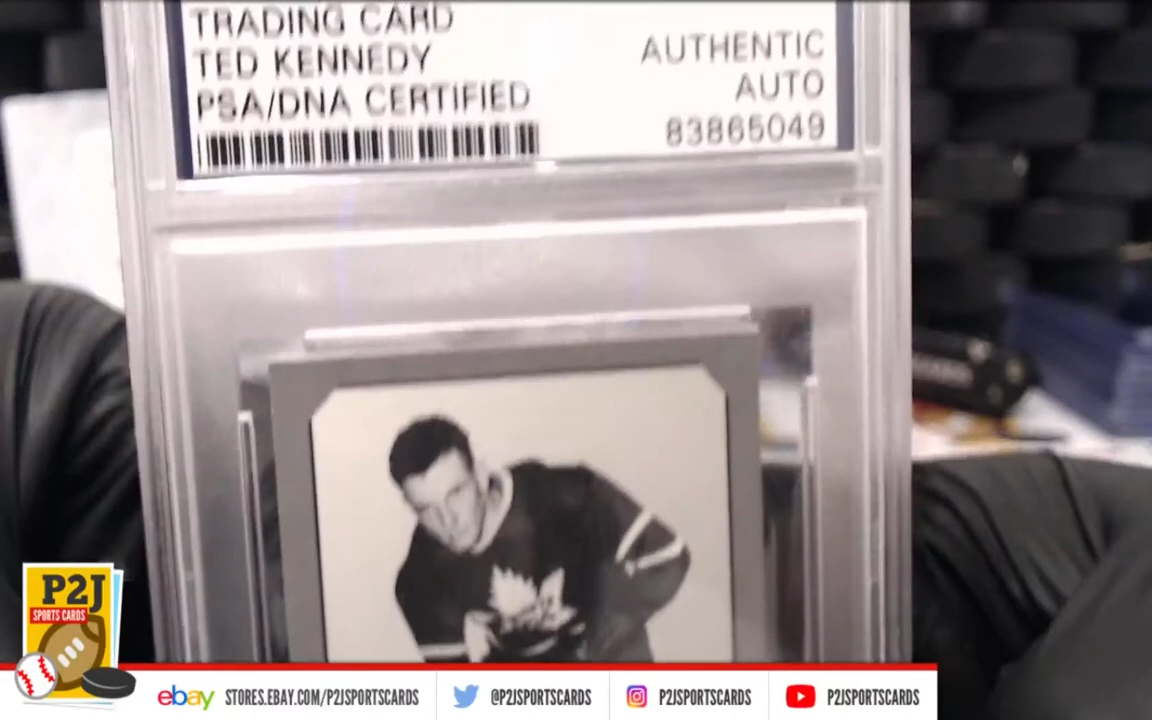 TRADING CARD
TED KENNEDY
PSA/DNA CERTIFIED
AUTHENTIC
AUTO
83865049
P2J
SPORTS CARDS
ebay STORES.EBAY.COM/P2JSPORTSCARDS
@P2JSPORTSCARDS
P2JSPORTSCARDS
P2JSPORTSCARDS